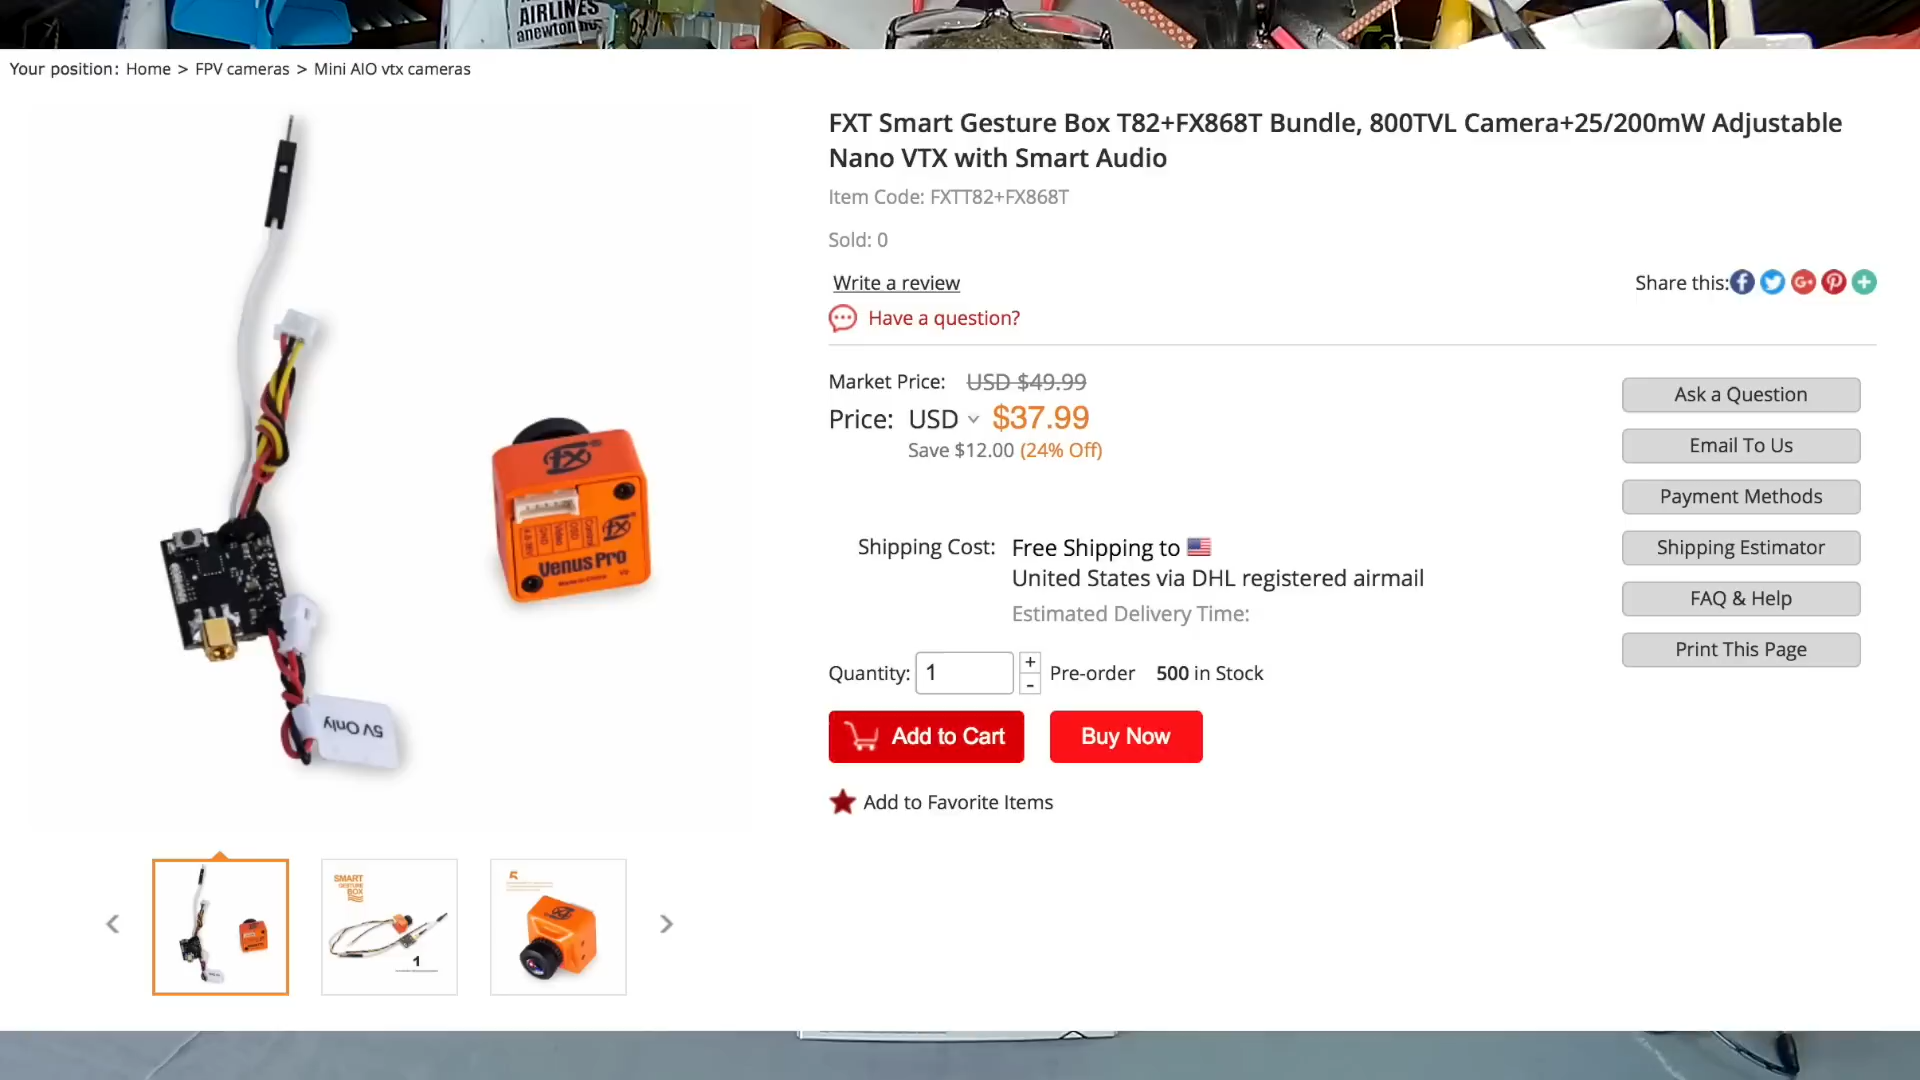 AIRLINES
Your position: Home > FPV cameras > Mini AIO vtx cameras
FXT Smart Gesture Box T82+FX868T Bundle, 800TVL Camera+25/200mW Adjustable
Nano VTX with Smart Audio
Item Code: FXTT82+FX868T
Sold: 0
Write a review
Share this:
Have a question?
Market Price: USD $49.99
Price: USD $37.99
Save $12.00 (24% Off)
Ask a Question
Email To Us
Payment Methods
Shipping Estimator
FAQ & Help
Print This Page
Shipping Cost: Free Shipping to
United States via DHL registered airmail
Estimated Delivery Time:
Quantity: 1 + - Pre-order 500 in Stock
Add to Cart
Buy Now
Add to Favorite Items
fx
Venus Pro
5V Only
SMART
GESTURE
BOX
1
5